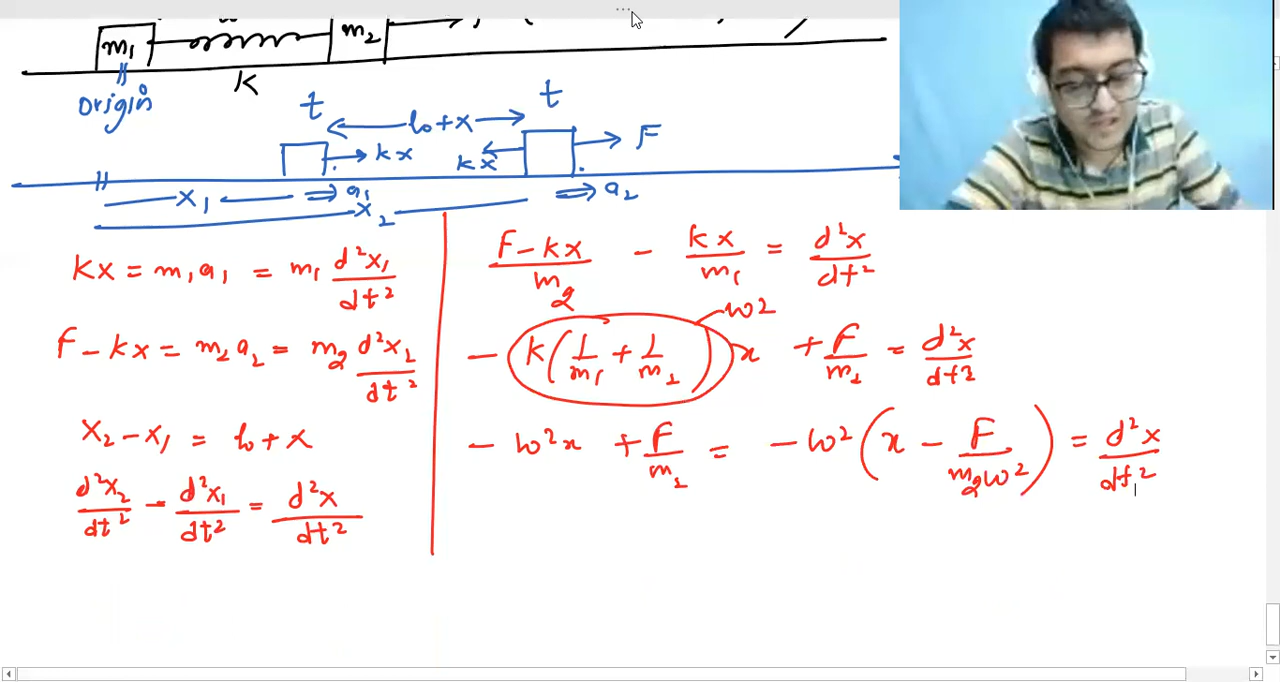 m₁ m₂
K
origin
t t
l₀+x
kx kx F
x₁ a₁ a₂
x₂
kx = m₁a₁ = m₁ d²x₁/dt²
F - kx = m₂a₂ = m₂ d²x₂/dt²
x₂ - x₁ = l₀ + x
d²x₂/dt² - d²x₁/dt² = d²x/dt²
(F - kx)/m₂ - kx/m₁ = d²x/dt²
ω²
- k(1/m₁ + 1/m₂)x + F/m₂ = d²x/dt²
- ω²x + F/m₂ = - ω²(x - F/m₂ω²) = d²x/dt²